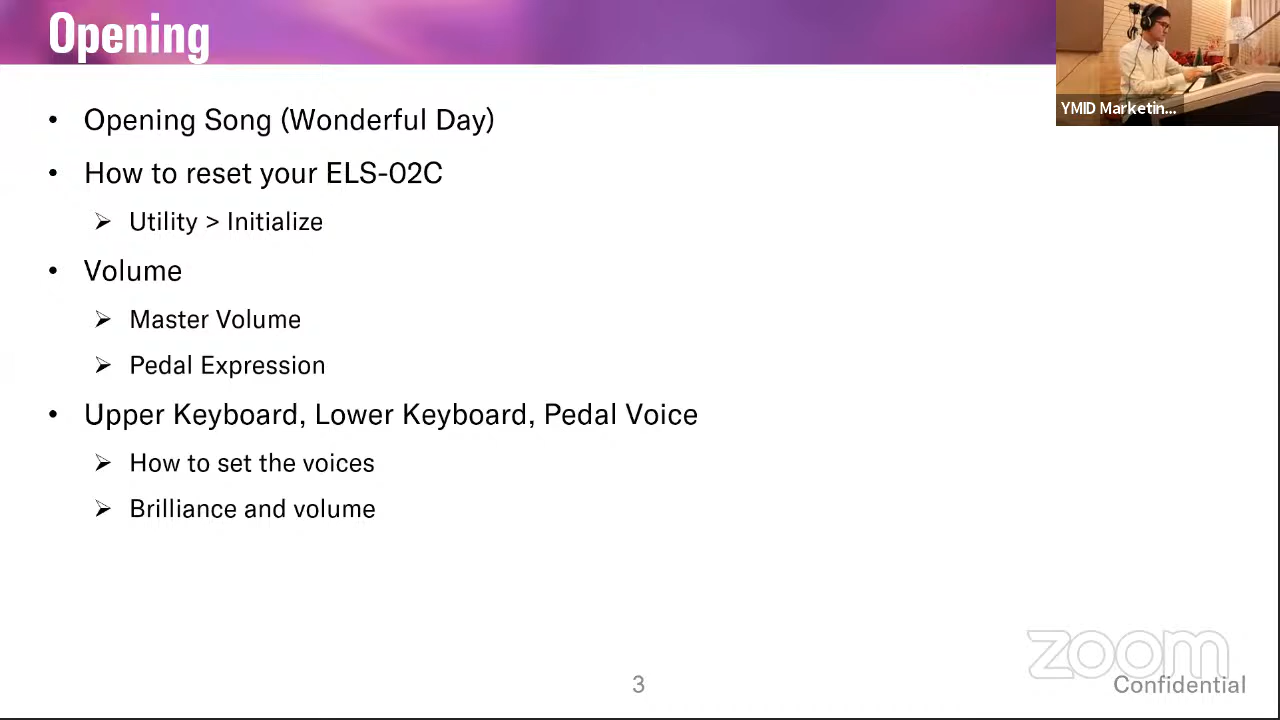 Opening
YMID Marketin...
• Opening Song (Wonderful Day)
• How to reset your ELS-02C
➢ Utility > Initialize
• Volume
➢ Master Volume
➢ Pedal Expression
• Upper Keyboard, Lower Keyboard, Pedal Voice
➢ How to set the voices
➢ Brilliance and volume
zoom
3
Confidential